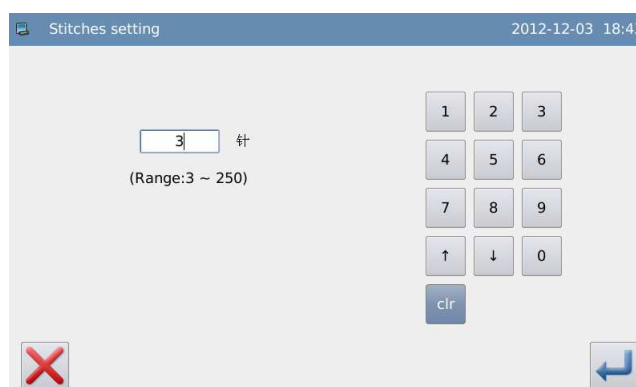 Stitches setting 2012-12-03 18:4
3 针
(Range:3 ~ 250)
1 2 3
4 5 6
7 8 9
↑ ↓ 0
clr